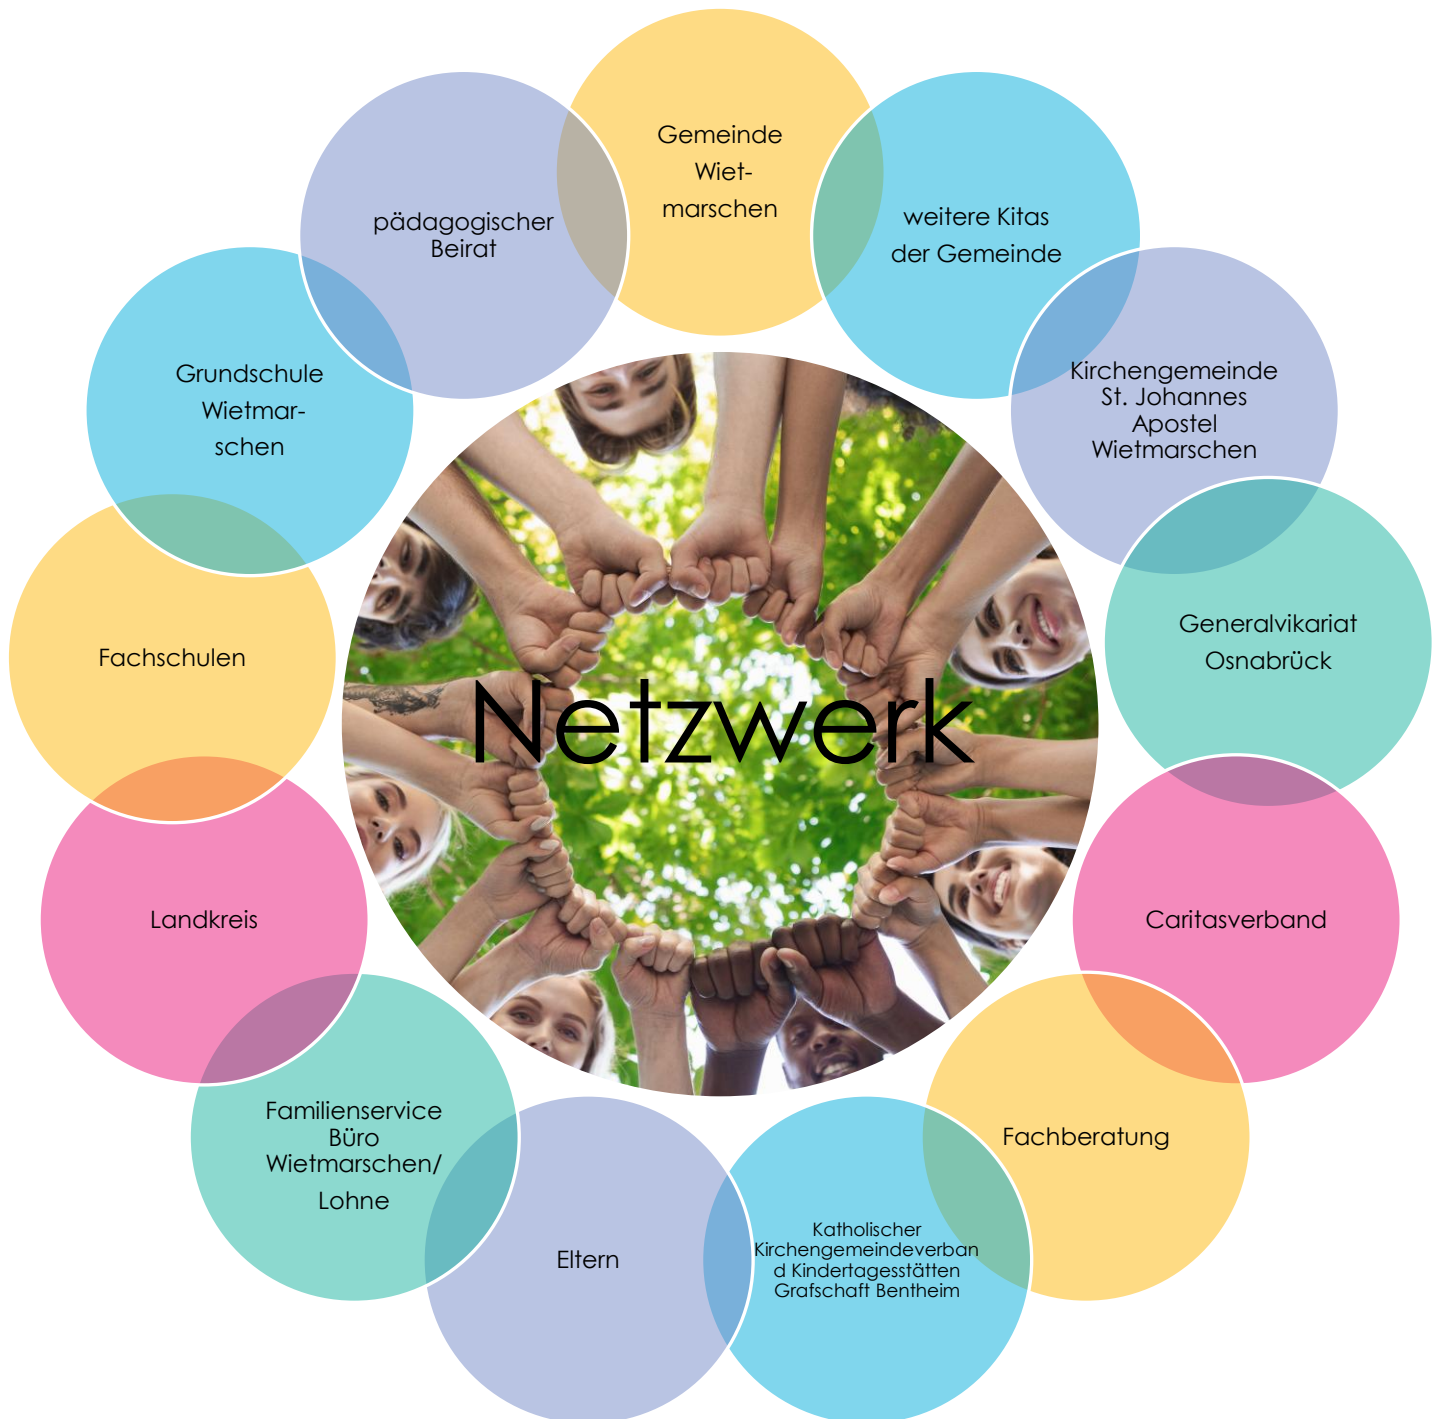 Gemeinde
Wiet-
marschen
weitere Kitas
der Gemeinde
Kirchengemeinde
St. Johannes
Apostel
Wietmarschen
Generalvikariat
Osnabrück
Caritasverband
Fachberatung
Katholischer
Kirchengemeindeverban
d Kindertagesstätten
Grafschaft Bentheim
Eltern
Familienservice
Büro
Wietmarschen/
Lohne
Landkreis
Fachschulen
Grundschule
Wietmar-
schen
pädagogischer
Beirat
Netzwerk